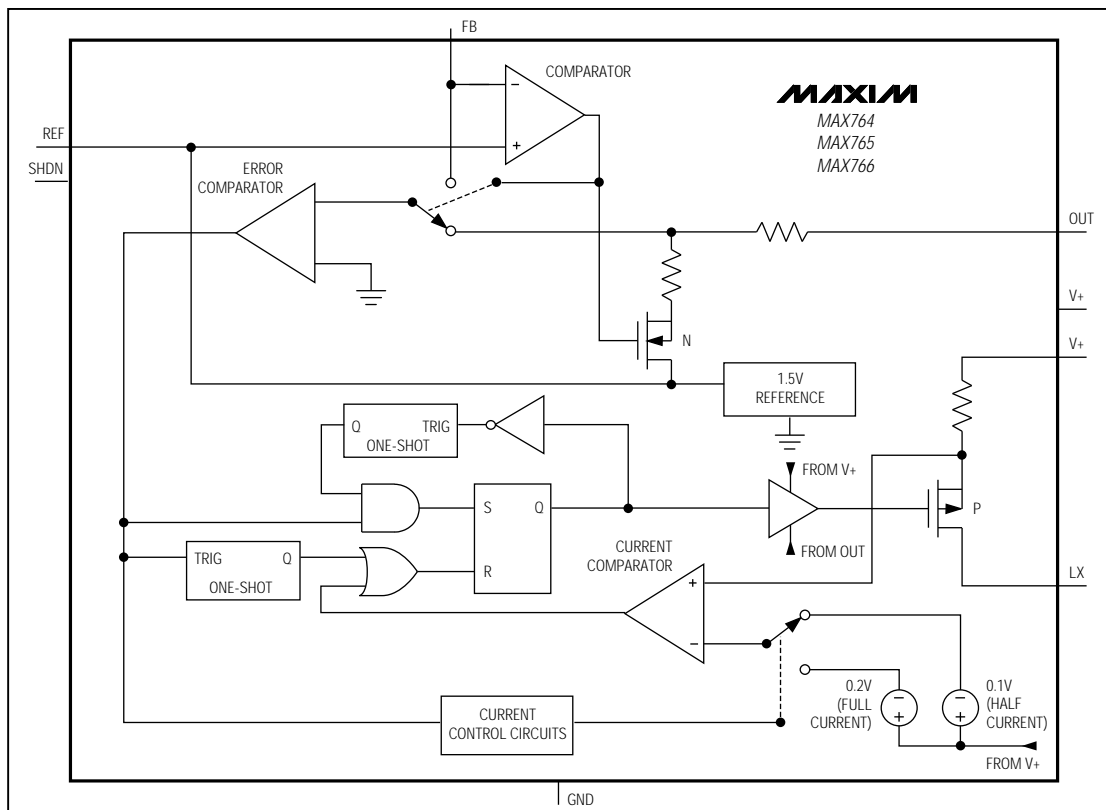 FB
COMPARATOR
−
+
MAXIM
MAX764
MAX765
MAX766
REF
SHDN
ERROR
COMPARATOR
OUT
V+
V+
N
1.5V
REFERENCE
Q TRIG
ONE-SHOT
FROM V+
S Q
R
P
FROM OUT
TRIG Q
ONE-SHOT
CURRENT
COMPARATOR
+
−
LX
CURRENT
CONTROL CIRCUITS
0.2V
(FULL
CURRENT)
−
+
0.1V
(HALF
CURRENT)
−
+
FROM V+
GND